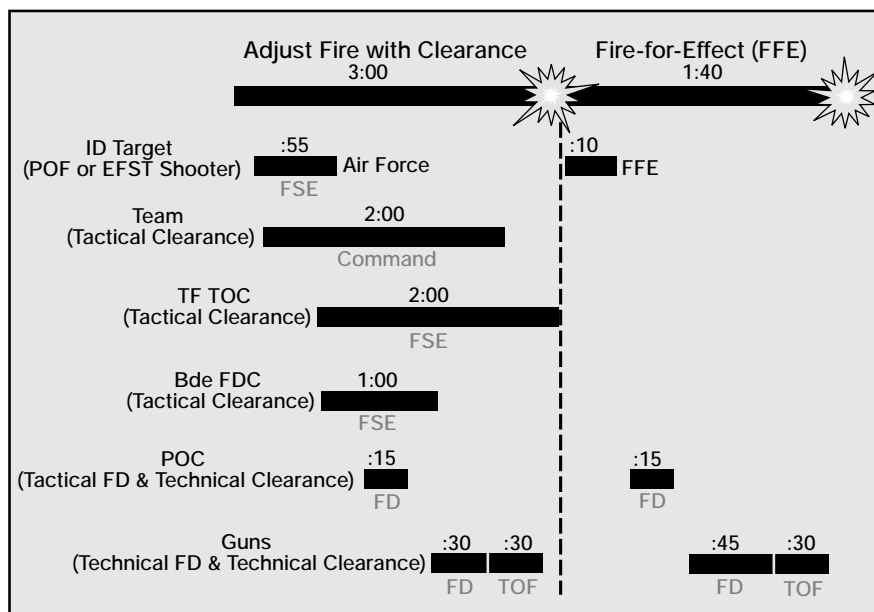 Adjust Fire with Clearance Fire-for-Effect (FFE)
3:00 1:40
ID Target
(POF or EFST Shooter)
:55 Air Force :10 FFE
FSE
Team
(Tactical Clearance)
2:00
Command
TF TOC
(Tactical Clearance)
2:00
FSE
Bde FDC
(Tactical Clearance)
1:00
FSE
POC
(Tactical FD & Technical Clearance)
:15 :15
FD FD
Guns
(Technical FD & Technical Clearance)
:30 :30 :45 :30
FD TOF FD TOF